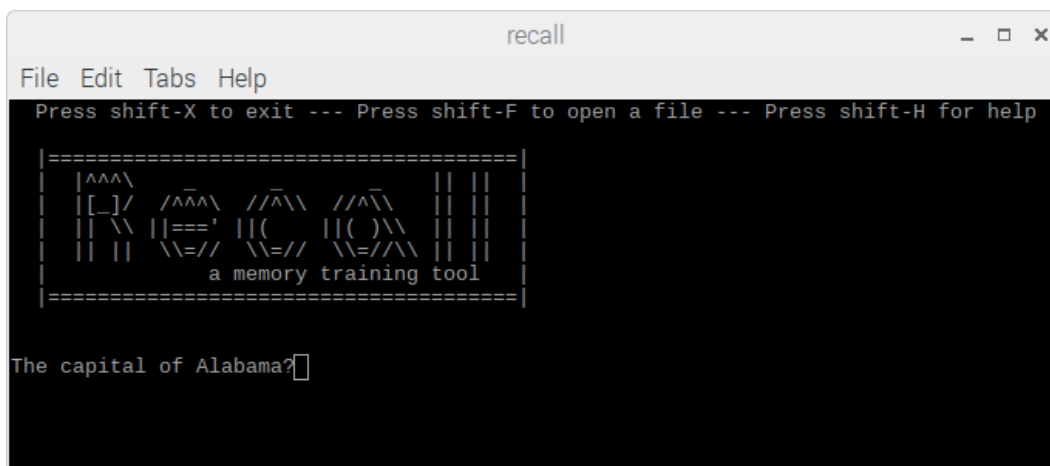 recall
File Edit Tabs Help
Press shift-X to exit --- Press shift-F to open a file --- Press shift-H for help
Recall
a memory training tool
The capital of Alabama?